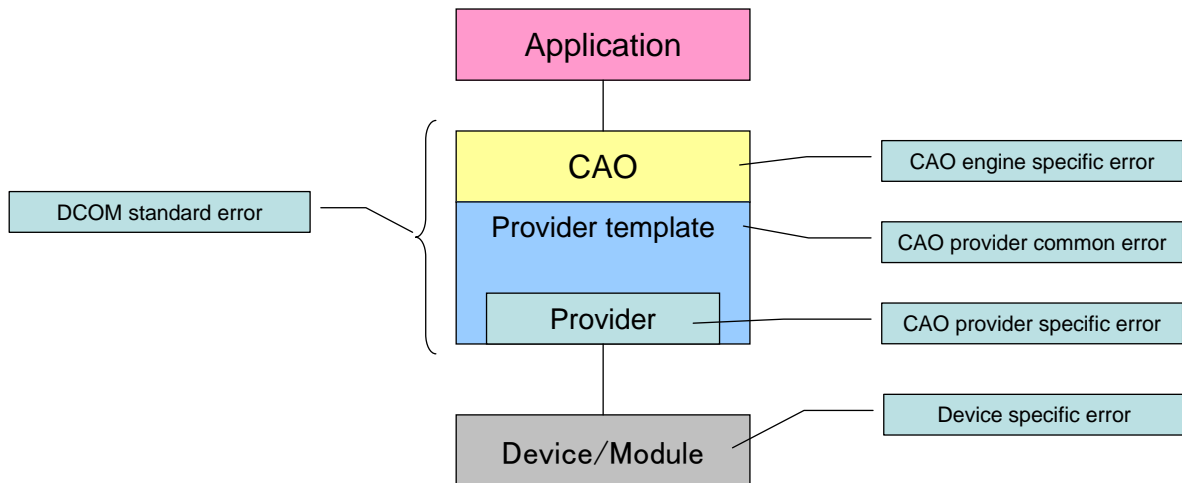 Application
CAO
CAO engine specific error
DCOM standard error
Provider template
CAO provider common error
Provider
CAO provider specific error
Device specific error
Device/Module